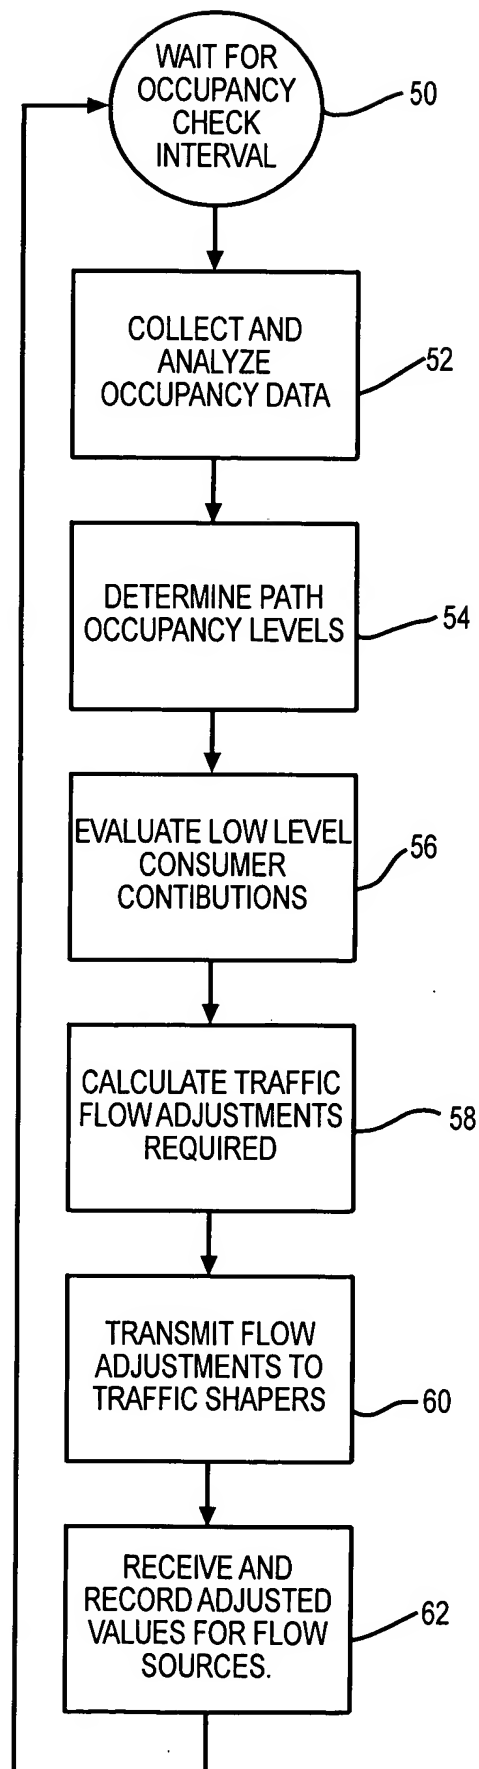 WAIT FOR
OCCUPANCY
CHECK
INTERVAL
50
COLLECT AND
ANALYZE
OCCUPANCY DATA
52
DETERMINE PATH
OCCUPANCY LEVELS
54
EVALUATE LOW LEVEL
CONSUMER
CONTIBUTIONS
56
CALCULATE TRAFFIC
FLOW ADJUSTMENTS
REQUIRED
58
TRANSMIT FLOW
ADJUSTMENTS TO
TRAFFIC SHAPERS
60
RECEIVE AND
RECORD ADJUSTED
VALUES FOR FLOW
SOURCES.
62